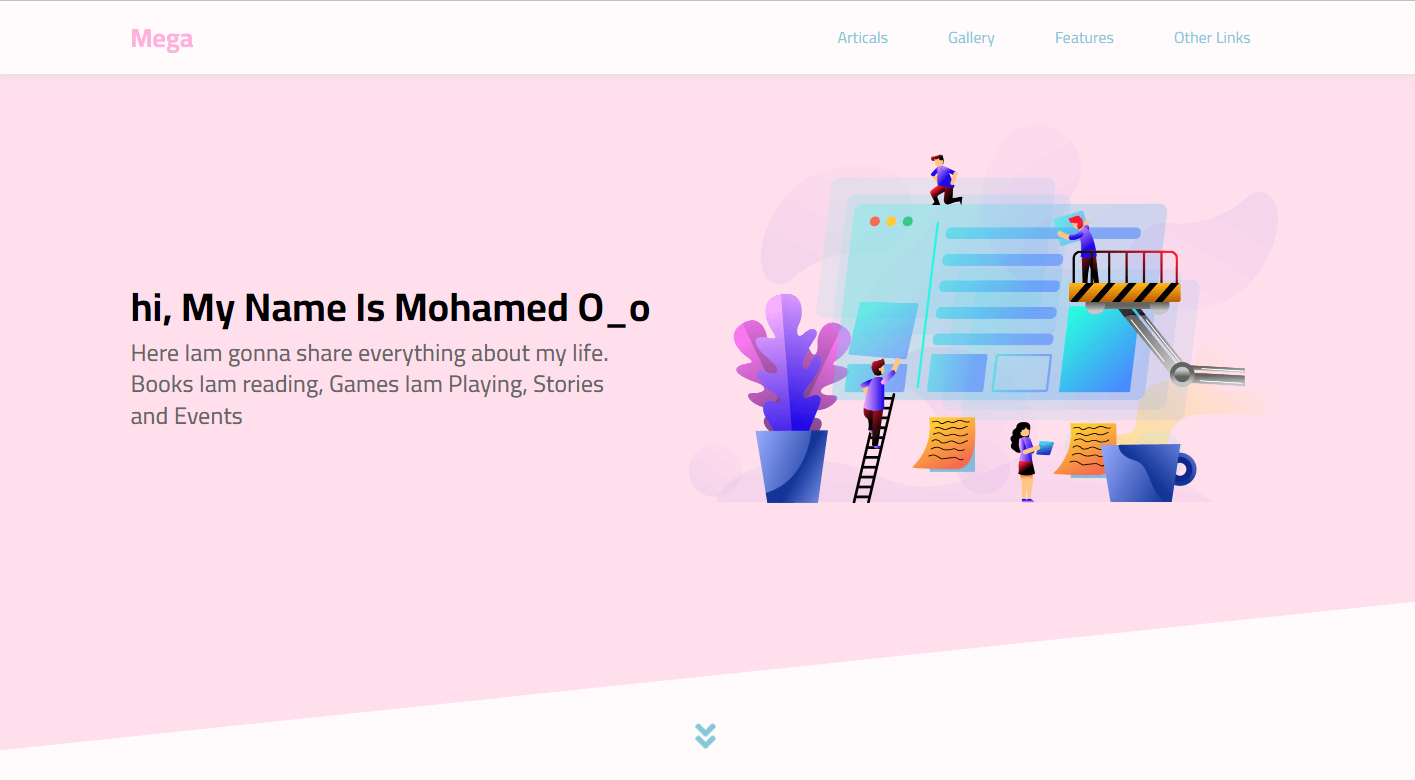 Mega
Articals Gallery Features Other Links
hi, My Name Is Mohamed O_o
Here Iam gonna share everything about my life.
Books Iam reading, Games Iam Playing, Stories
and Events